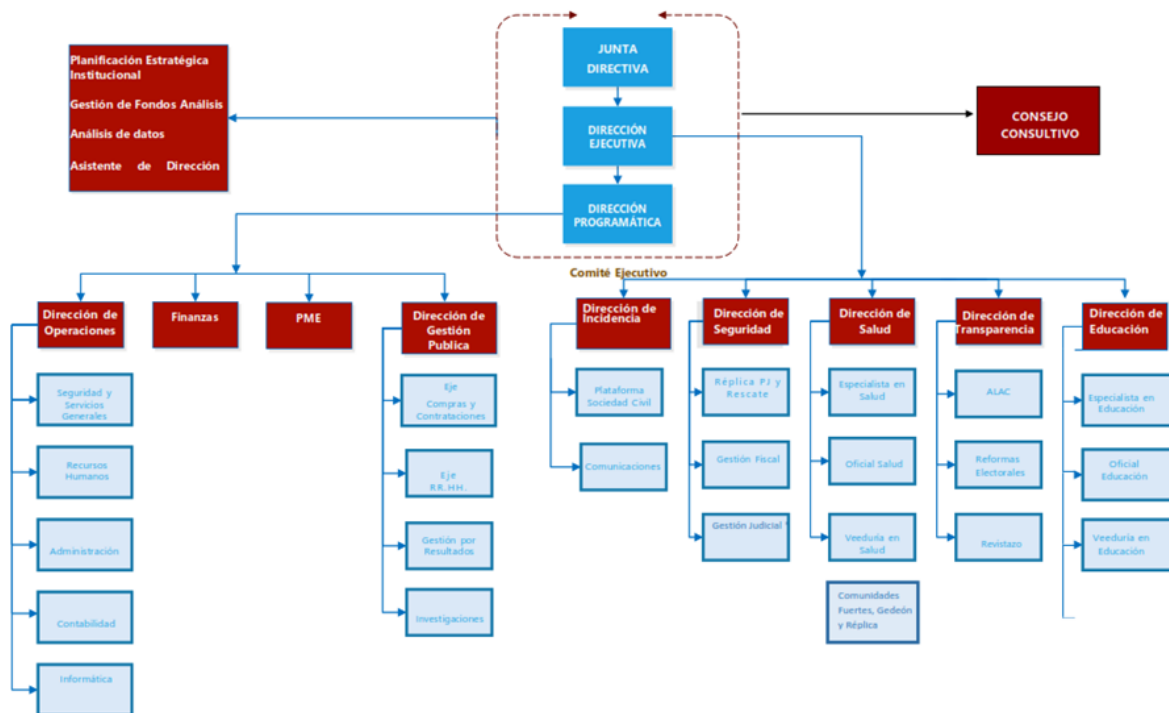 JUNTA
DIRECTIVA
Planificación Estratégica
Institucional
Gestión de Fondos Análisis
Análisis de datos
Asistente de Dirección
DIRECCIÓN
EJECUTIVA
CONSEJO
CONSULTIVO
DIRECCIÓN
PROGRAMÁTICA
Comité Ejecutivo
Dirección de
Operaciones
Finanzas
PME
Dirección de
Gestión
Publica
Dirección de
Incidencia
Dirección de
Seguridad
Dirección de
Salud
Dirección de
Transparencia
Dirección de
Educación
Seguridad y
Servicios
Generales
Recursos
Humanos
Administración
Contabilidad
Informática
Eje
Compras y
Contrataciones
Eje
RR.HH.
Gestión por
Resultados
Investigaciones
Plataforma
Sociedad Civil
Comunicaciones
Réplica PJ y
Rescate
Gestión Fiscal
Gestión Judicial
Especialista en
Salud
Oficial Salud
Veeduría en
Salud
Comunidades
Fuertes, Gedeón
y Réplica
ALAC
Reformas
Electorales
Revistazo
Especialista en
Educación
Oficial
Educación
Veeduría en
Educación